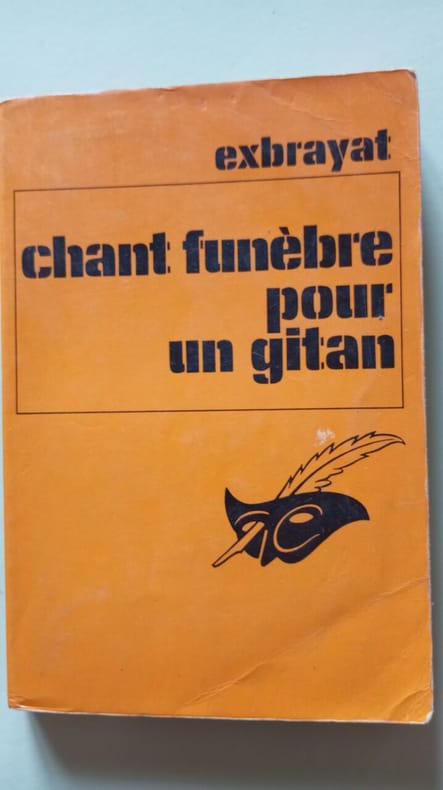 exbrayat
chant funèbre
pour
un gitan